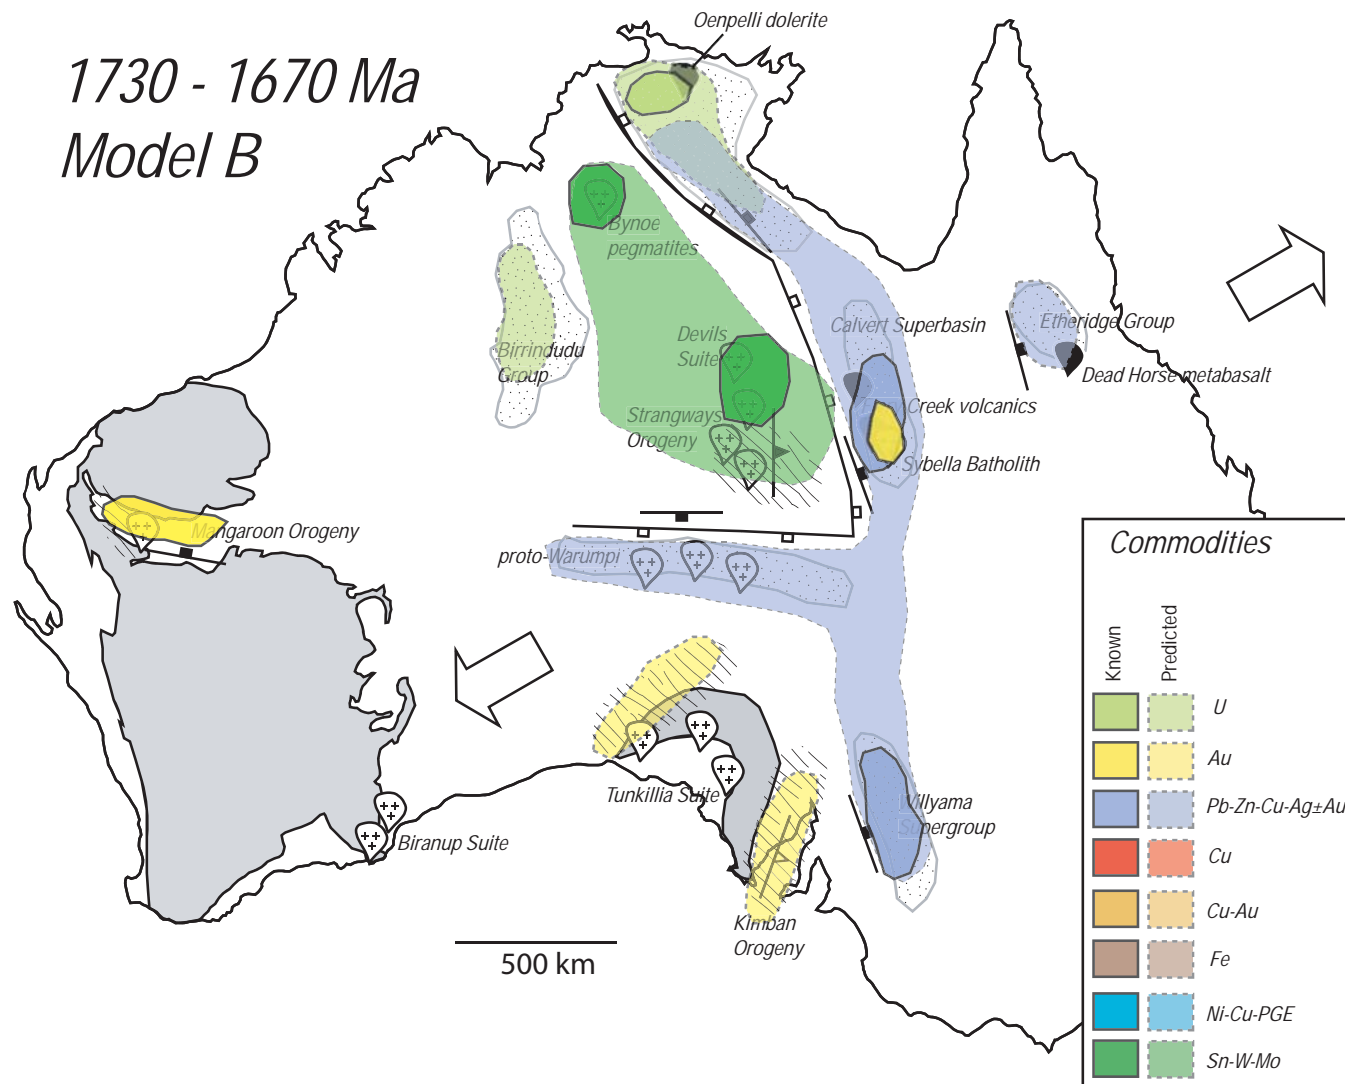 Oenpelli dolerite
1730 - 1670 Ma
Model B
Bynoe
pegmatites
Birrindudu
Group
Devils
Suite
Calvert Superbasin
Etheridge Group
Dead Horse metabasalt
Creek volcanics
Strangways
Orogeny
Sybella Batholith
Mangaroon Orogeny
proto-Warumpi
Tunkillia Suite
Biranup Suite
Willyama
Supergroup
Kimban
Orogeny
500 km
Commodities
Known
Predicted
U
Au
Pb-Zn-Cu-Ag±Au
Cu
Cu-Au
Fe
Ni-Cu-PGE
Sn-W-Mo